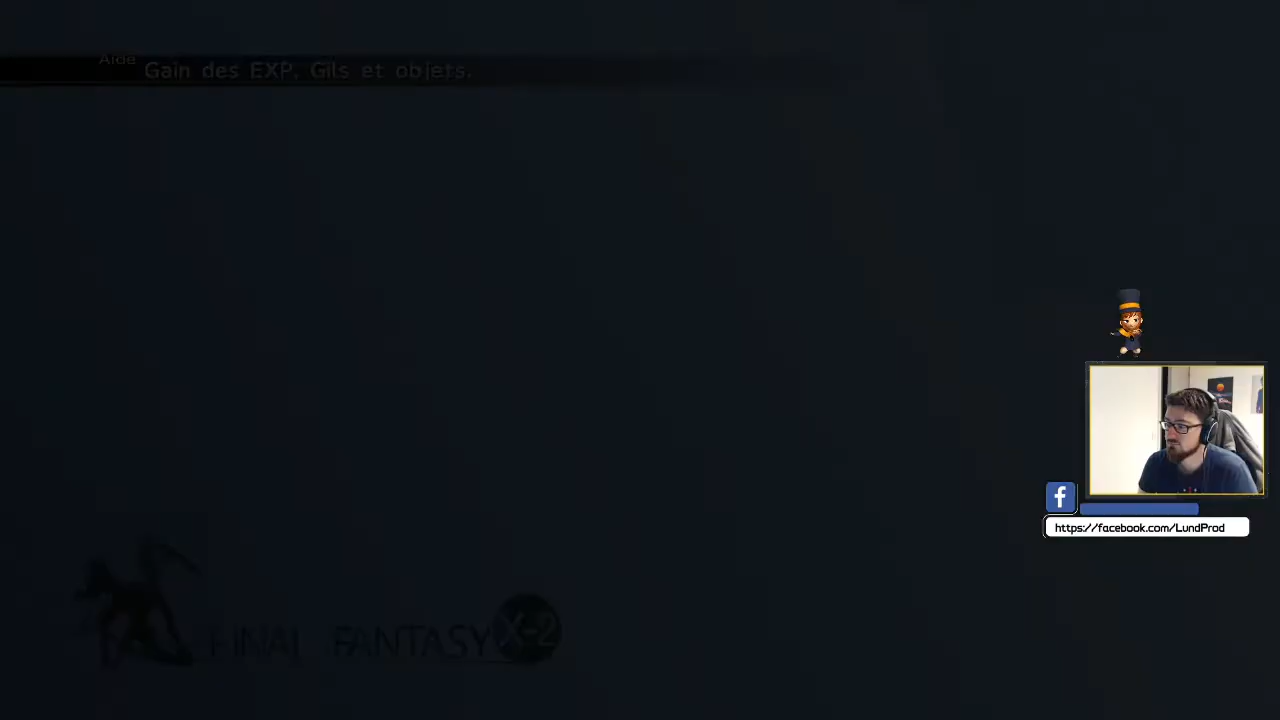 Aide
Gain des EXP, Gils et objets.
FINAL FANTASY X-2
f
https://facebook.com/LundProd